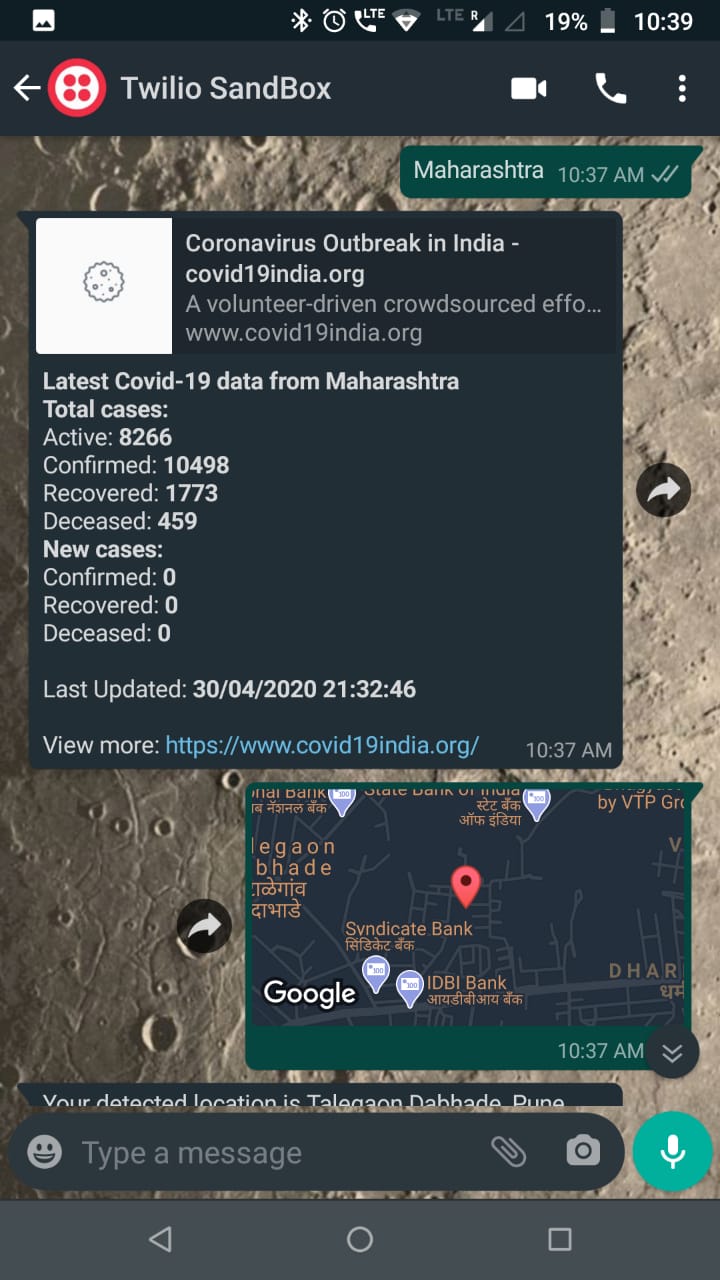 LTE LTE R 19% 10:39
Twilio SandBox
Maharashtra 10:37 AM
Coronavirus Outbreak in India -
covid19india.org
A volunteer-driven crowdsourced effo...
www.covid19india.org
Latest Covid-19 data from Maharashtra
Total cases:
Active: 8266
Confirmed: 10498
Recovered: 1773
Deceased: 459
New cases:
Confirmed: 0
Recovered: 0
Deceased: 0
Last Updated: 30/04/2020 21:32:46
View more: https://www.covid19india.org/ 10:37 AM
Bank State Bank of India
नॅशनल बँक स्टेट बँक
ऑफ इंडिया
by VTP Gro
legaon
bhade
ळेगांव
दाभाडे
V
Syndicate Bank
सिंडिकेट बँक
IDBI Bank
आयडीबीआय बँक
DHAR
धर्म
Google
10:37 AM
Your detected location is Talegaon Dabhade, Pune
Type a message